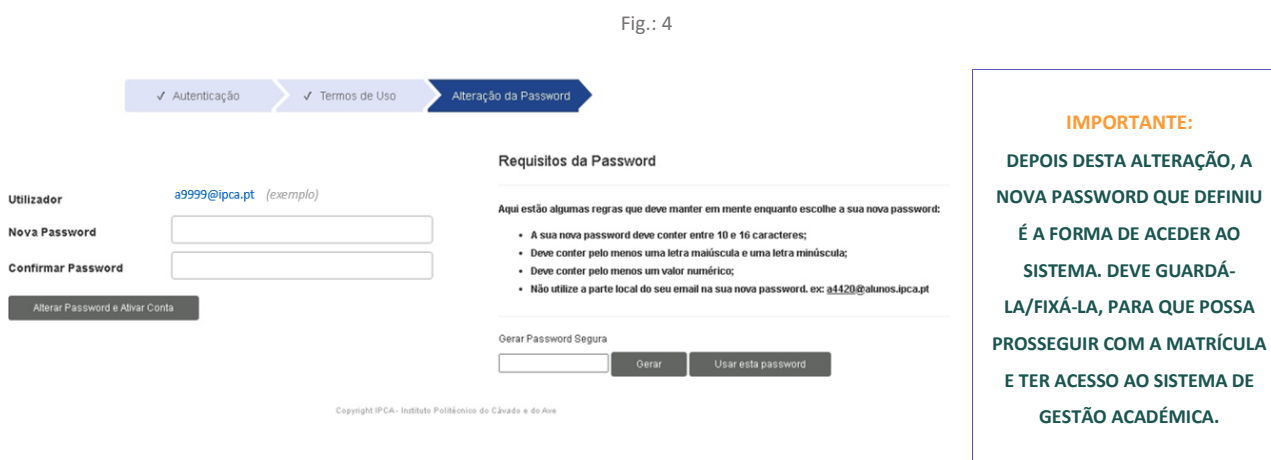 Fig.: 4
✓ Autenticação
✓ Termos de Uso
Alteração da Password
Utilizador
a9999@ipca.pt (exemplo)
Nova Password
Confirmar Password
Alterar Password e Ativar Conta
Requisitos da Password
Aqui estão algumas regras que deve manter em mente enquanto escolhe a sua nova password:
• A sua nova password deve conter entre 10 e 16 caracteres;
• Deve conter pelo menos uma letra maiúscula e uma letra minúscula;
• Deve conter pelo menos um valor numérico;
• Não utilize a parte local do seu email na sua nova password. ex: a4420@alunos.ipca.pt
Gerar Password Segura
Gerar
Usar esta password
Copyright IPCA - Instituto Politécnico do Cávado e do Ave
IMPORTANTE:
DEPOIS DESTA ALTERAÇÃO, A
NOVA PASSWORD QUE DEFINIU
É A FORMA DE ACEDER AO
SISTEMA. DEVE GUARDÁ-
LA/FIXÁ-LA, PARA QUE POSSA
PROSSEGUIR COM A MATRÍCULA
E TER ACESSO AO SISTEMA DE
GESTÃO ACADÉMICA.